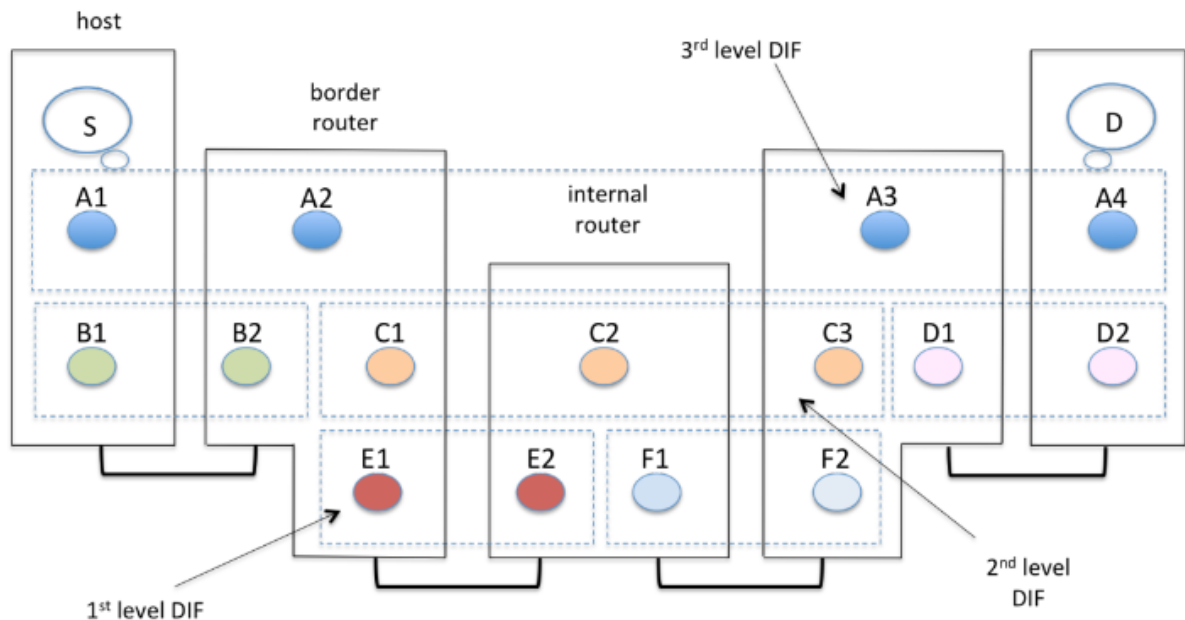 host
3rd level DIF
border
router
S
D
internal
router
A1
A2
A3
A4
B1
B2
C1
C2
C3
D1
D2
E1
E2
F1
F2
1st level DIF
2nd level
DIF